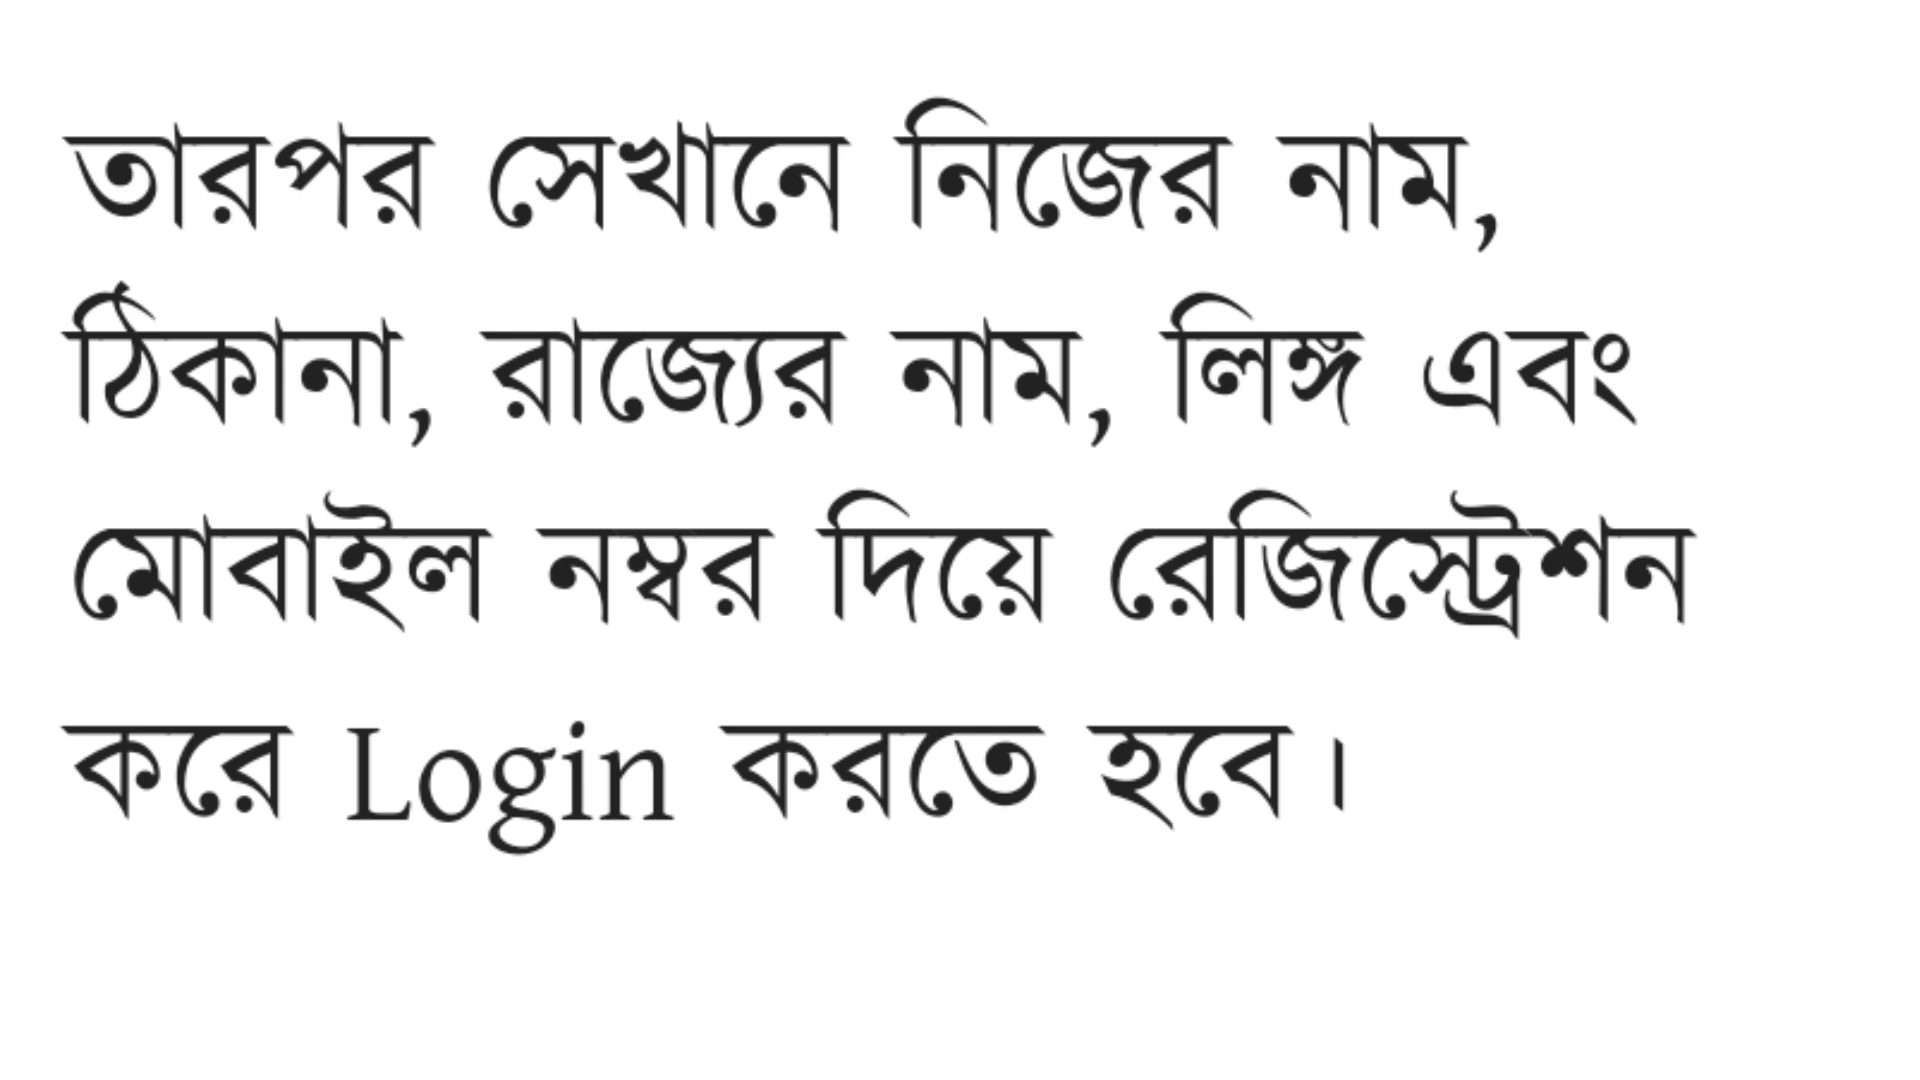 তারপর সেখানে নিজের নাম,
ঠিকানা, রাজ্যের নাম, লিঙ্গ এবং
মোবাইল নম্বর দিয়ে রেজিস্ট্রেশন
করে Login করতে হবে।